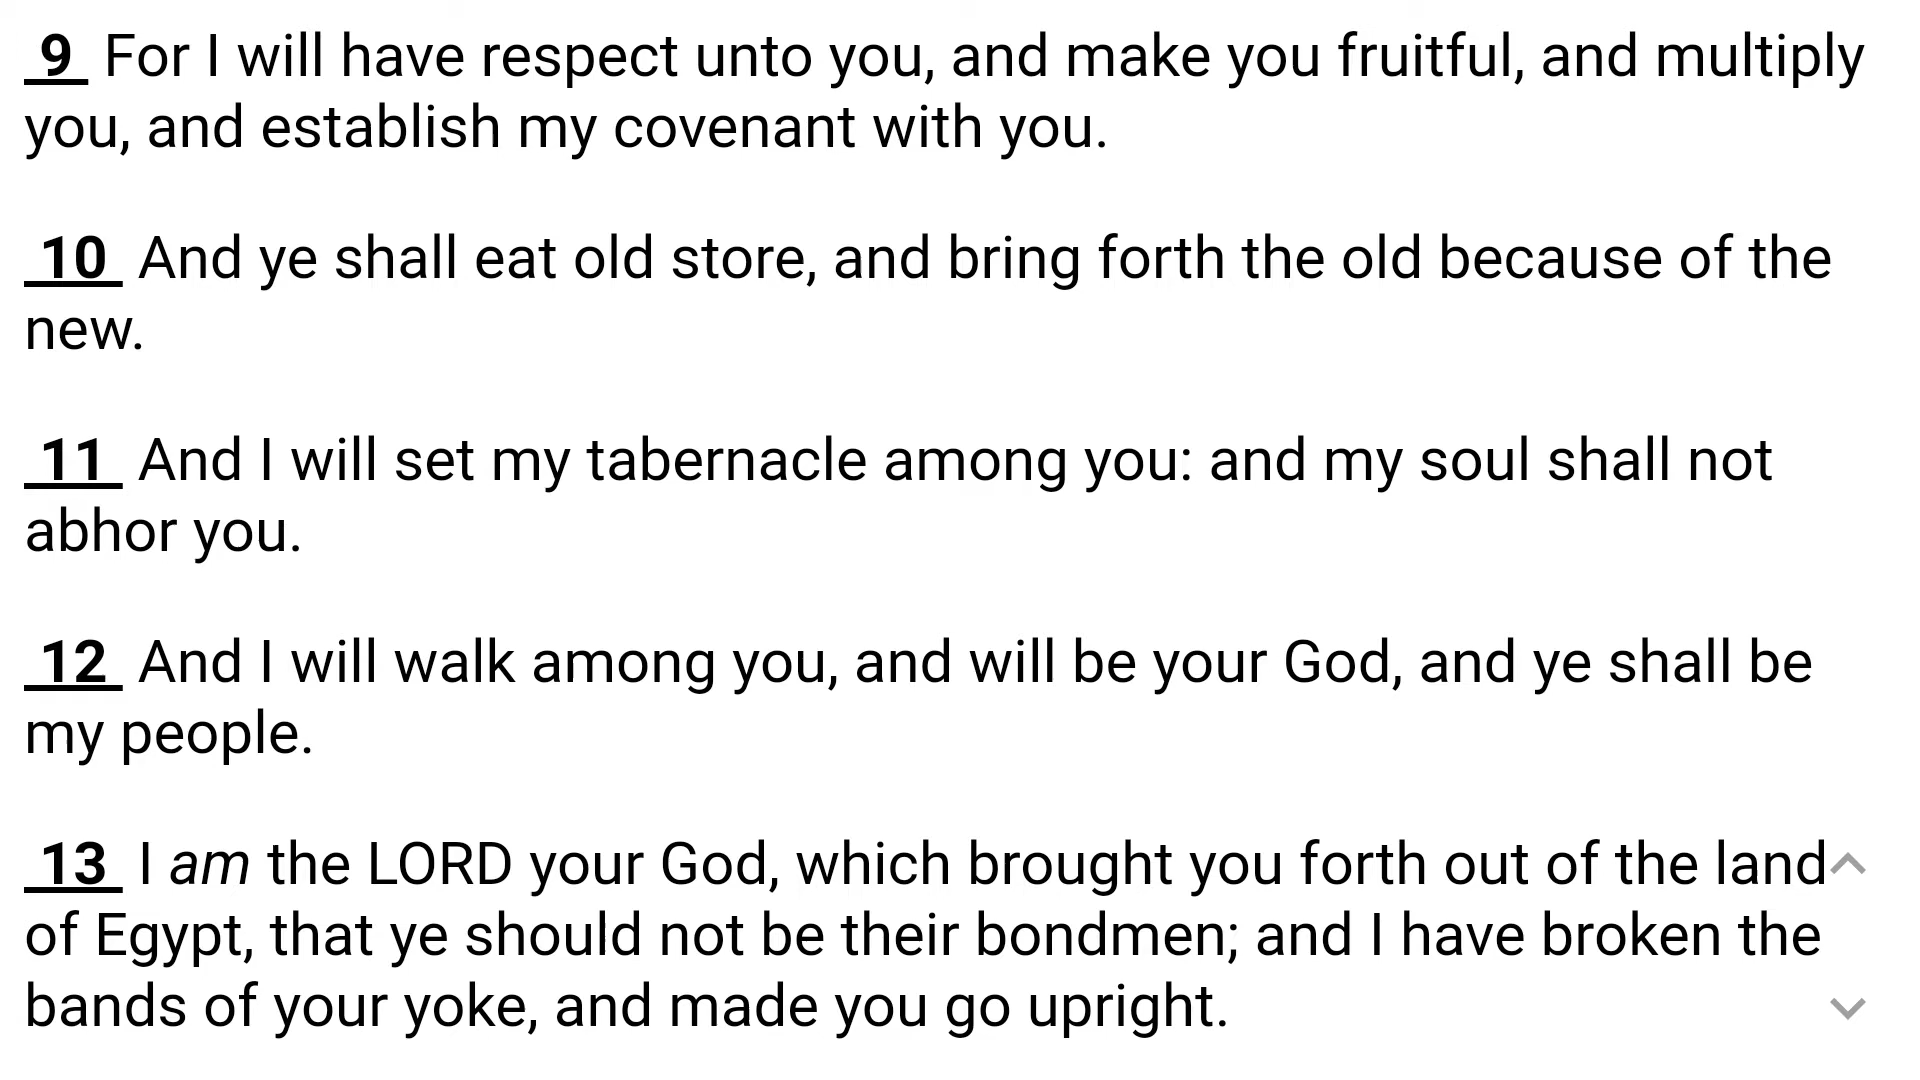 9 For I will have respect unto you, and make you fruitful, and multiply
you, and establish my covenant with you.
10 And ye shall eat old store, and bring forth the old because of the
new.
11 And I will set my tabernacle among you: and my soul shall not
abhor you.
12 And I will walk among you, and will be your God, and ye shall be
my people.
13 I am the LORD your God, which brought you forth out of the land
of Egypt, that ye should not be their bondmen; and I have broken the
bands of your yoke, and made you go upright.